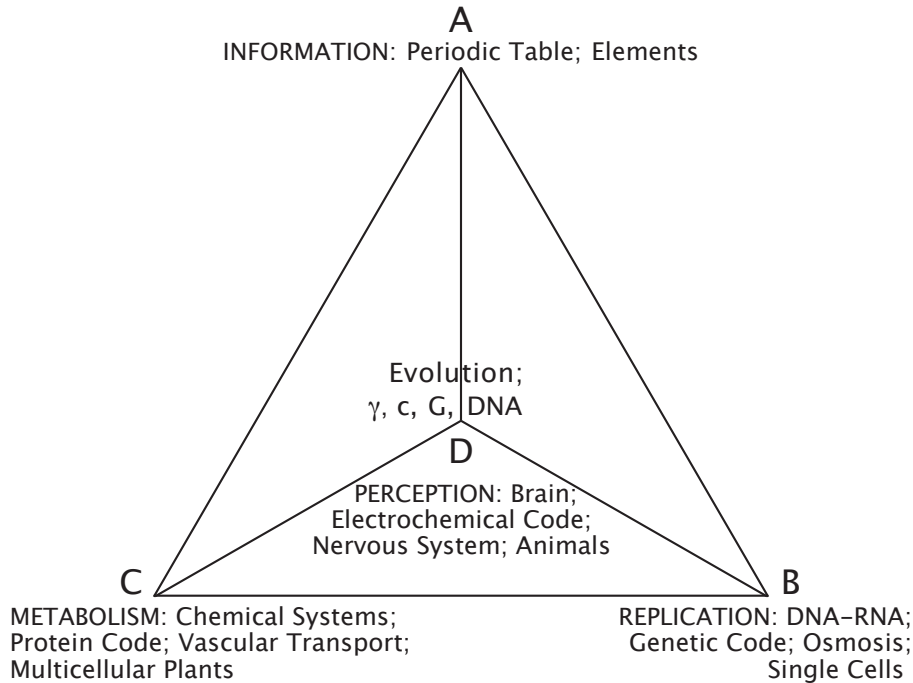 A
INFORMATION: Periodic Table; Elements
Evolution;
γ, c, G, DNA
D
PERCEPTION: Brain;
Electrochemical Code;
Nervous System; Animals
C
METABOLISM: Chemical Systems;
Protein Code; Vascular Transport;
Multicellular Plants
B
REPLICATION: DNA–RNA;
Genetic Code; Osmosis;
Single Cells